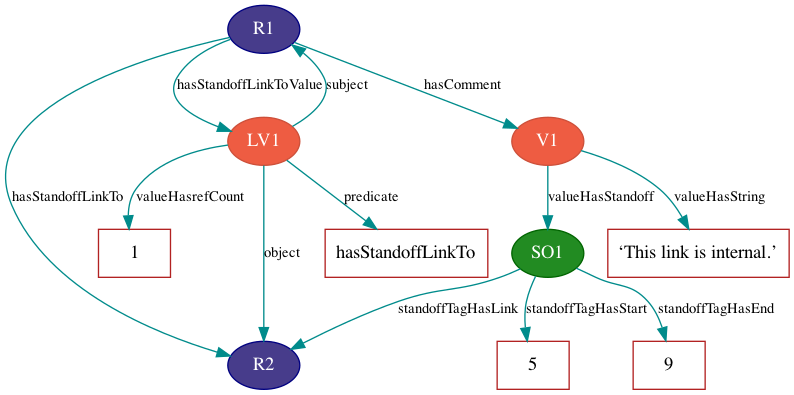 R1
hasStandoffLinkToValue subject hasComment
LV1 V1
hasStandoffLinkTo valueHasrefCount predicate valueHasStandoff valueHasString
1 object hasStandoffLinkTo SO1 ‘This link is internal.’
standoffTagHasLink standoffTagHasStart standoffTagHasEnd
R2 5 9